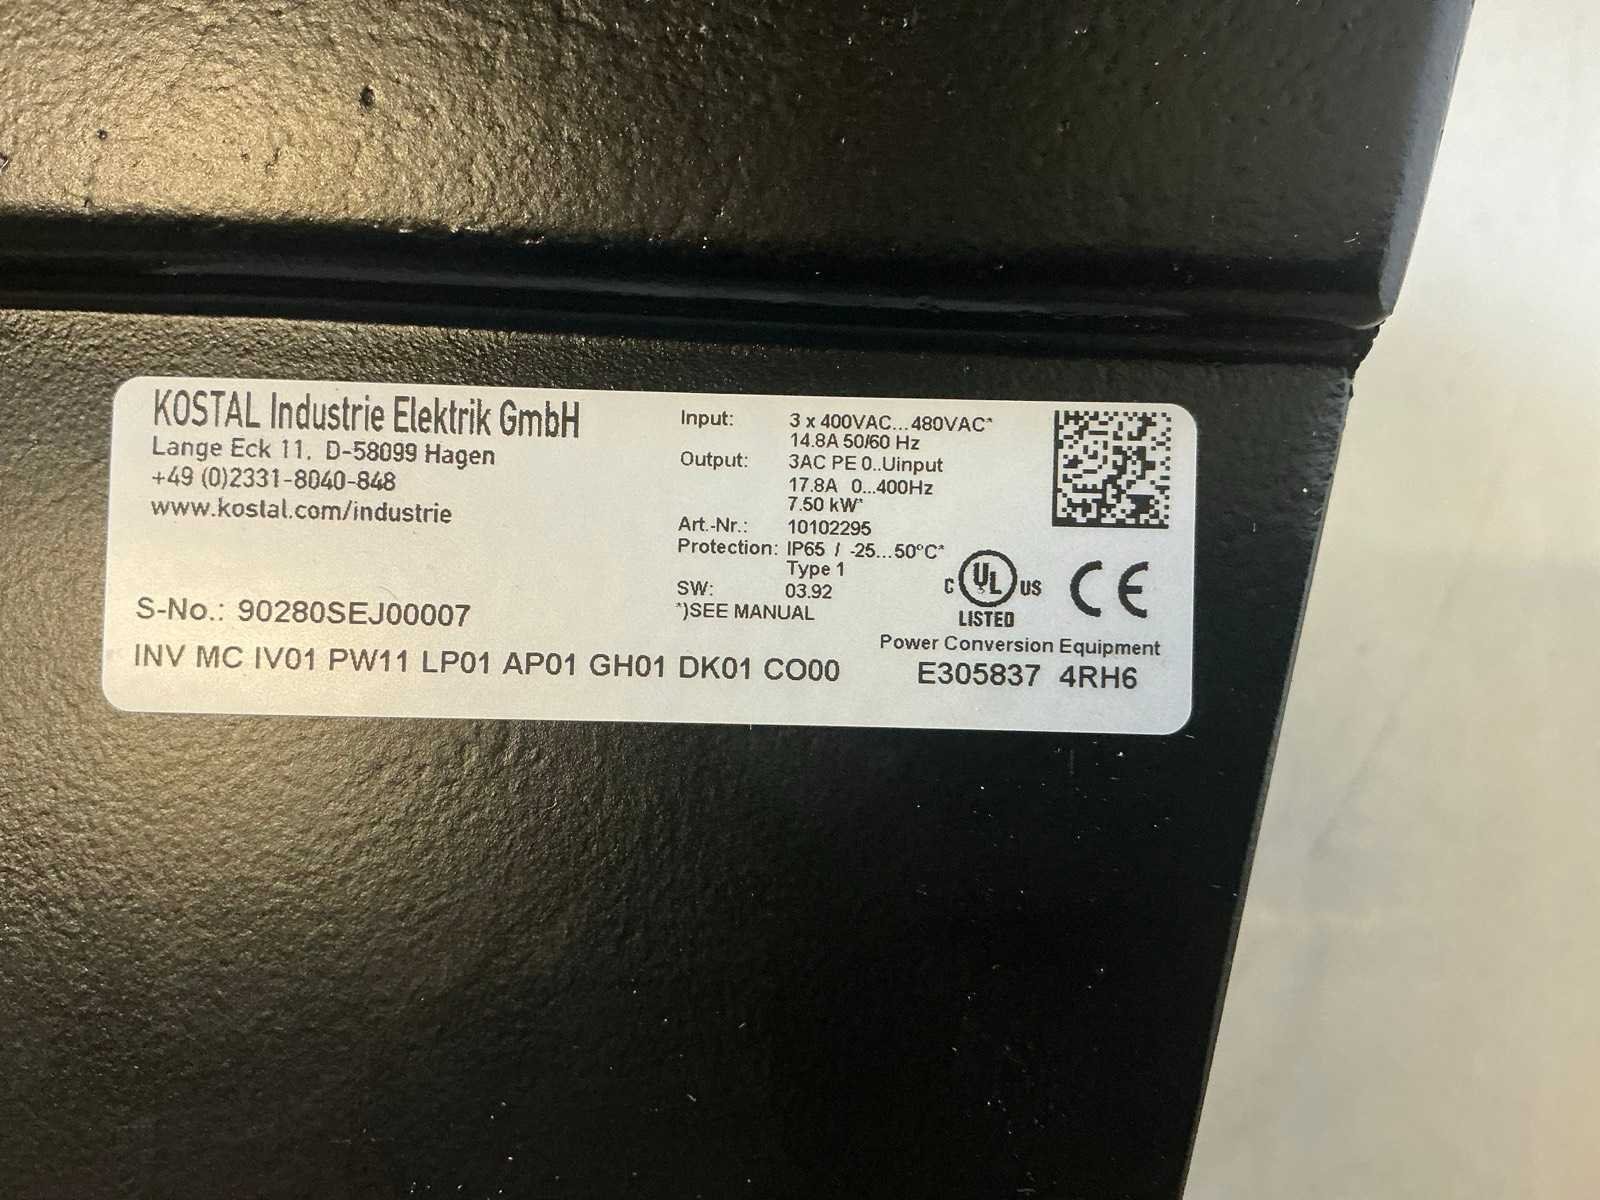 KOSTAL Industrie Elektrik GmbH
Lange Eck 11, D-58099 Hagen
+49 (0)2331-8040-848
www.kostal.com/industrie
S-No.: 90280SEJ00007
INV MC IV01 PW11 LP01 AP01 GH01 DK01 CO00
Input: 3 x 400VAC...480VAC*
14.8A 50/60 Hz
Output: 3AC PE 0..Uinput
17.8A 0...400Hz
7.50 kW*
Art.-Nr.: 10102295
Protection: IP65 / -25...50°C*
Type 1
SW: 03.92
*)SEE MANUAL
C UL US
LISTED
CE
Power Conversion Equipment
E305837 4RH6